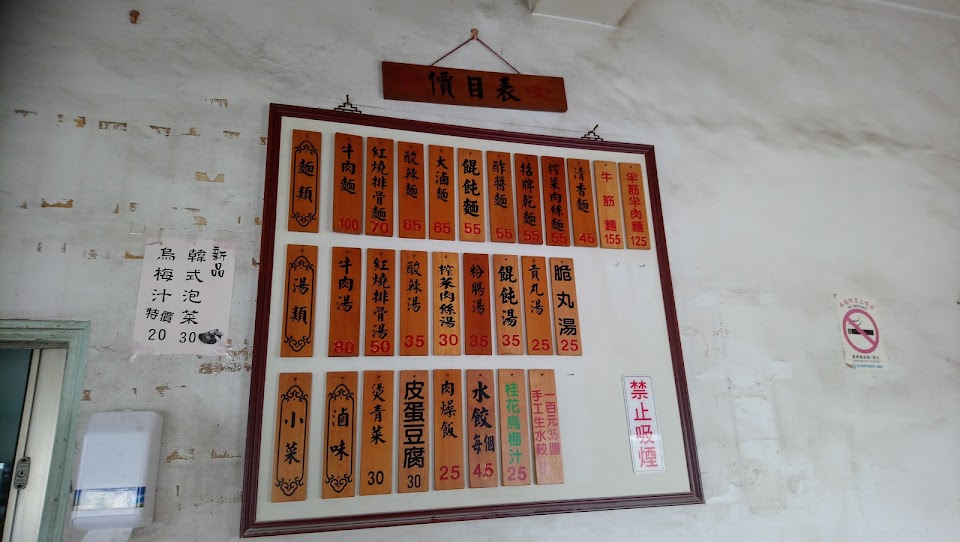 價目表
麵類
牛肉麵 100
紅燒排骨麵 70
酸辣麵 65
大滷麵 65
餛飩麵 55
酢醬麵 55
招牌乾麵 55
榨菜肉絲麵 55
清香麵 45
牛筋麵 155
半筋半肉麵 125
湯類
牛肉湯 80
紅燒排骨湯 50
酸辣湯 35
榨菜肉絲湯 30
粉腸湯 35
餛飩湯 35
貢丸湯 25
脆丸湯 25
小菜
滷味
燙青菜 30
皮蛋豆腐 30
肉燥飯 25
水餃每個 4.5
桂花烏梅汁 25
一百元35個
手工生水餃
禁止吸煙
新品
韓式泡菜 30
烏梅汁特價 20